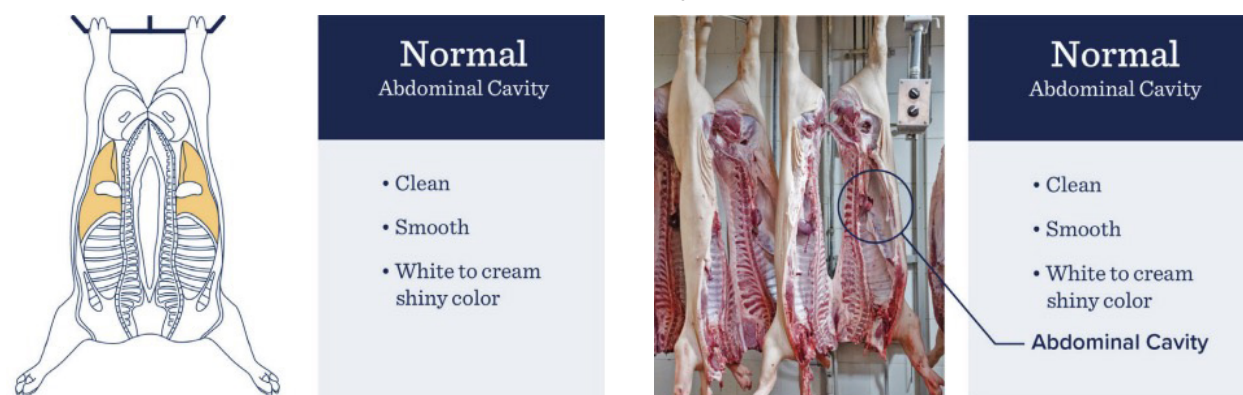 Normal
Abdominal Cavity
• Clean
• Smooth
• White to cream
shiny color
Normal
Abdominal Cavity
• Clean
• Smooth
• White to cream
shiny color
Abdominal Cavity